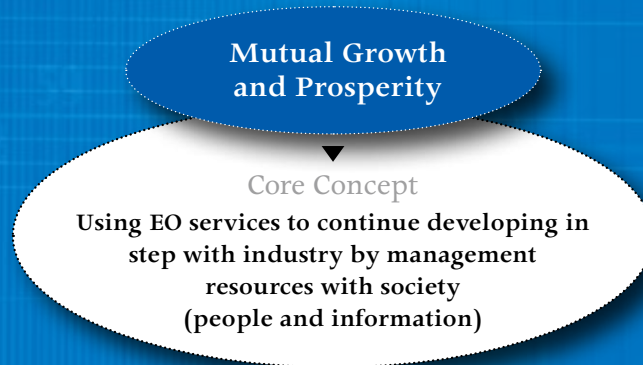 Mutual Growth
and Prosperity
Core Concept
Using EO services to continue developing in
step with industry by management
resources with society
(people and information)